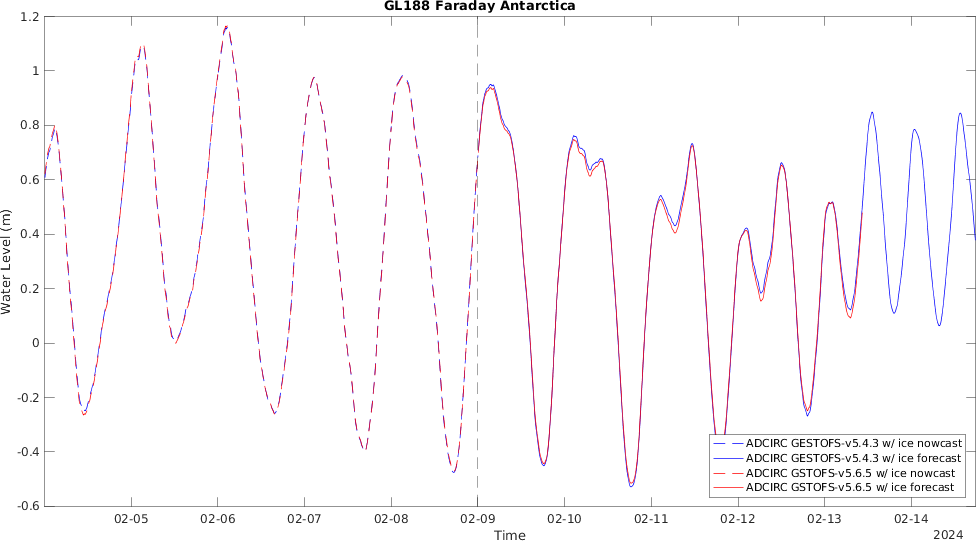 GL188 Faraday Antarctica
1.2
1
0.8
0.6
0.4
0.2
0
-0.2
-0.4
-0.6
Water Level (m)
ADCIRC GESTOFS-v5.4.3 w/ ice nowcast
ADCIRC GESTOFS-v5.4.3 w/ ice forecast
ADCIRC GSTOFS-v5.6.5 w/ ice nowcast
ADCIRC GSTOFS-v5.6.5 w/ ice forecast
02-05 02-06 02-07 02-08 02-09 02-10 02-11 02-12 02-13 02-14
Time
2024